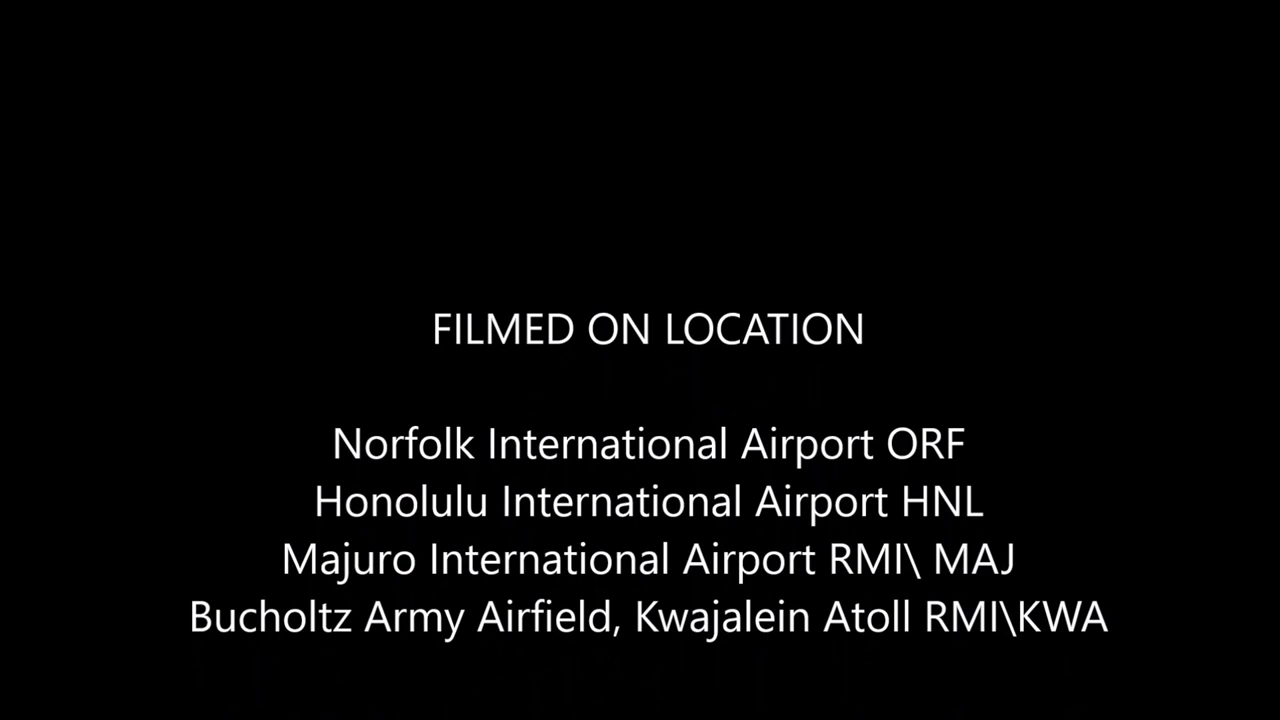 FILMED ON LOCATION
Norfolk International Airport ORF
Honolulu International Airport HNL
Majuro International Airport RMI\ MAJ
Bucholtz Army Airfield, Kwajalein Atoll RMI\KWA